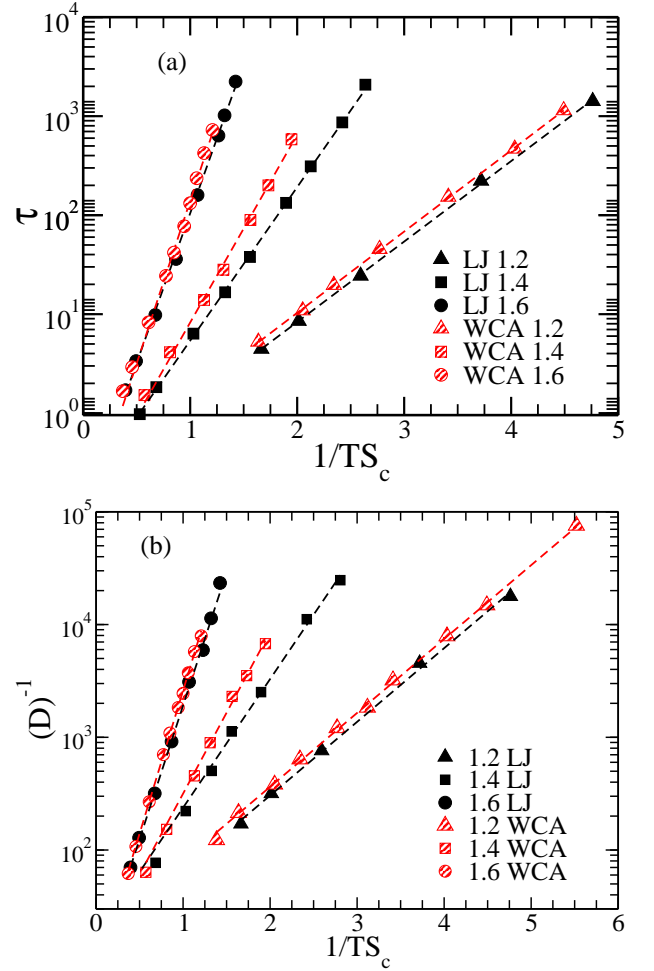 (a)
10^4
10^3
10^2
10^1
10^0
τ
LJ 1.2
LJ 1.4
LJ 1.6
WCA 1.2
WCA 1.4
WCA 1.6
0 1 2 3 4 5
1/TS_c
(b)
10^5
10^4
10^3
10^2
(D)^-1
1.2 LJ
1.4 LJ
1.6 LJ
1.2 WCA
1.4 WCA
1.6 WCA
0 1 2 3 4 5 6
1/TS_c